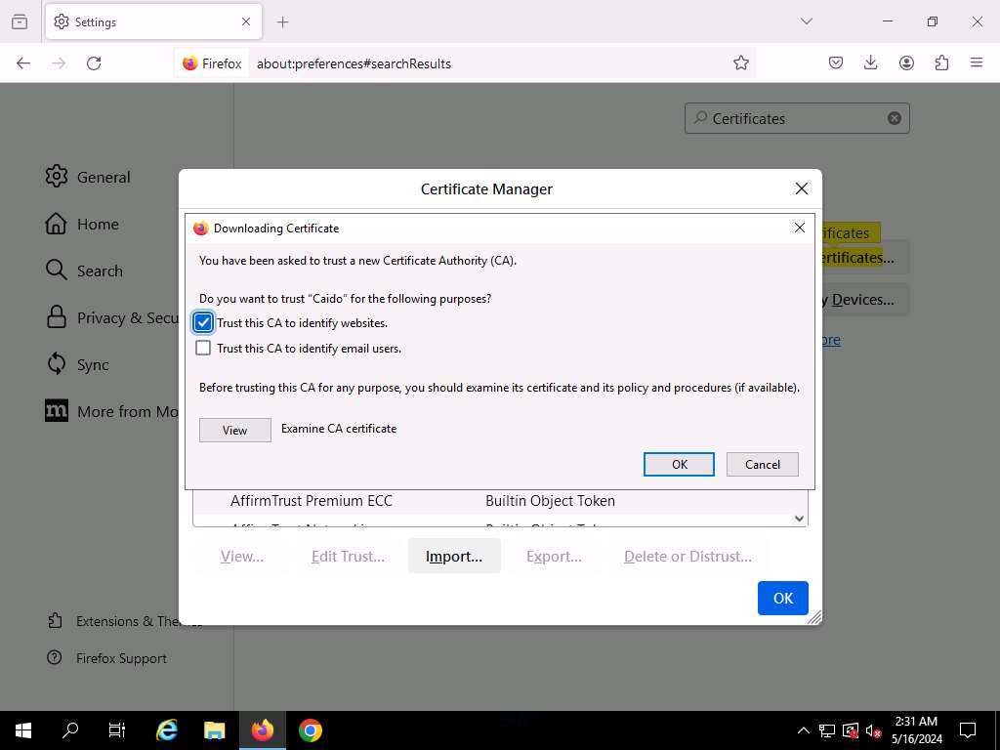 Settings
Firefox
about:preferences#searchResults
Certificates
General
Home
Search
Privacy & Secu
Sync
More from Mo
Extensions & The
Firefox Support
Certificate Manager
Downloading Certificate
You have been asked to trust a new Certificate Authority (CA).
Do you want to trust “Caido” for the following purposes?
Trust this CA to identify websites.
Trust this CA to identify email users.
Before trusting this CA for any purpose, you should examine its certificate and its policy and procedures (if available).
View
Examine CA certificate
OK
Cancel
ificates
ertificates...
y Devices...
ore
AffirmTrust Premium ECC
Builtin Object Token
View...
Edit Trust...
Import...
Export...
Delete or Distrust...
OK
2:31 AM
5/16/2024